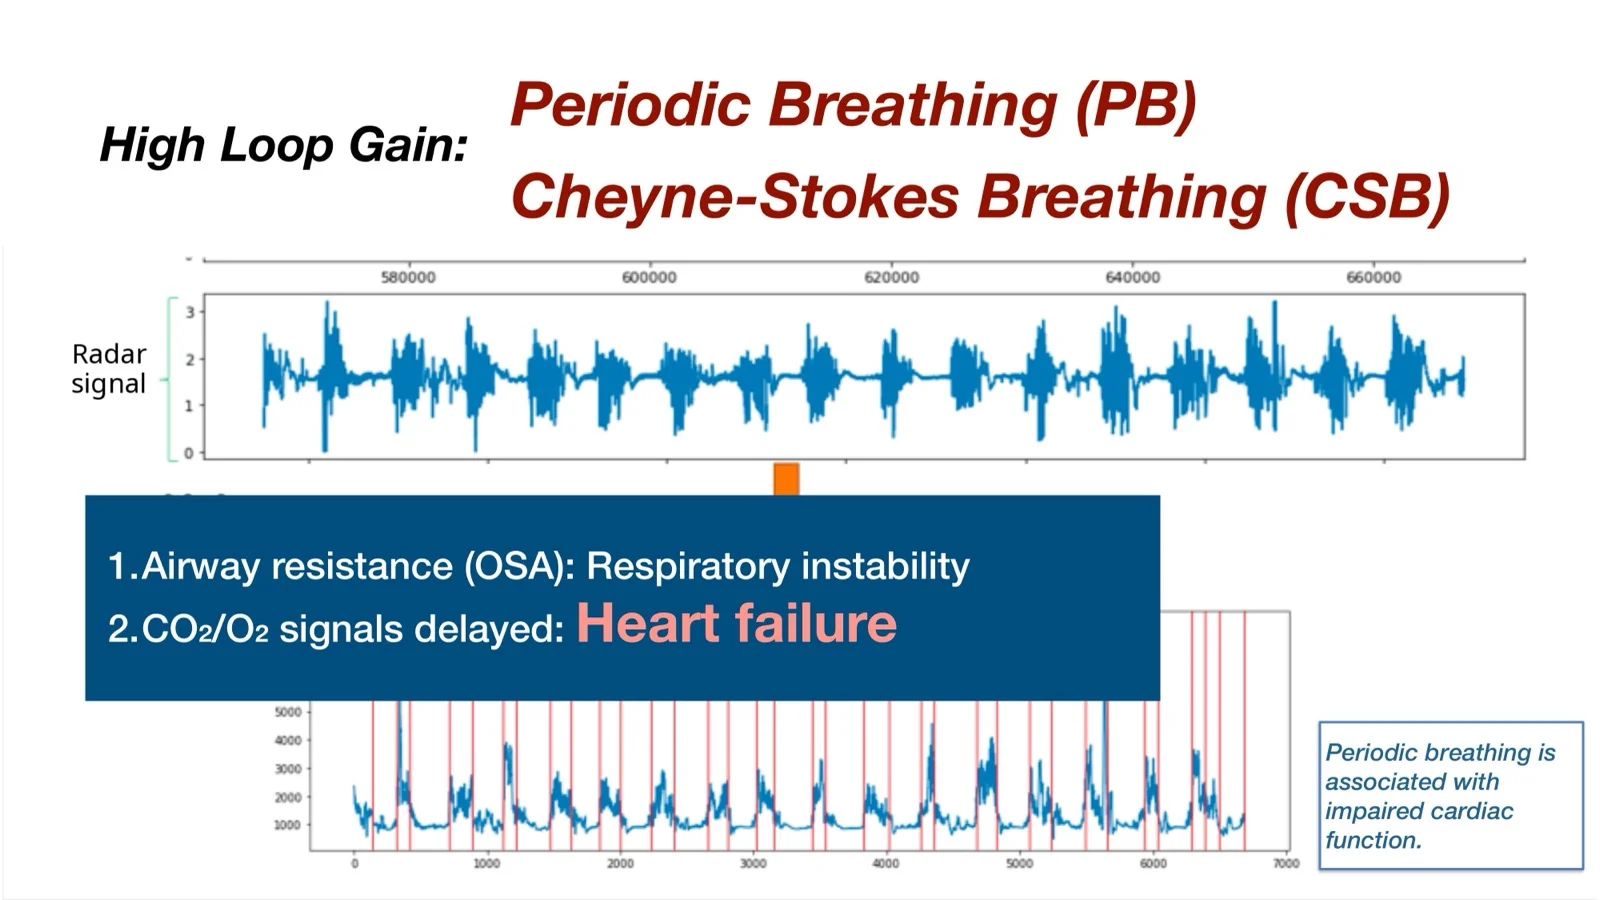 High Loop Gain:
Periodic Breathing (PB)
Cheyne-Stokes Breathing (CSB)
580000 600000 620000 640000 660000
Radar
signal
3
2
1
0
1.Airway resistance (OSA): Respiratory instability
2.CO₂/O₂ signals delayed: Heart failure
5000
4000
3000
2000
1000
0 1000 2000 3000 4000 5000 6000 7000
Periodic breathing is
associated with
impaired cardiac
function.